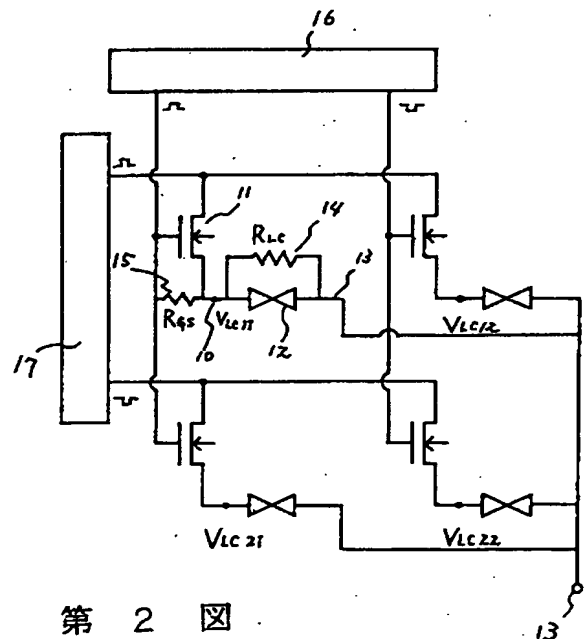 16
11
14
RLC
13
15
RGS
VLC11
10
12
VLC12
17
VLC21
VLC22
第 2 図
13